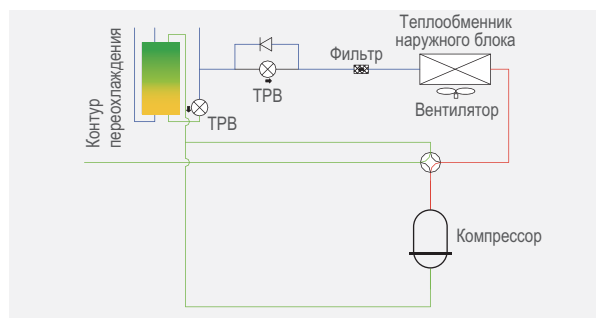 Теплообменник
наружного блока
Фильтр
ТРВ
Вентилятор
Контур
переохлаждения
ТРВ
Компрессор